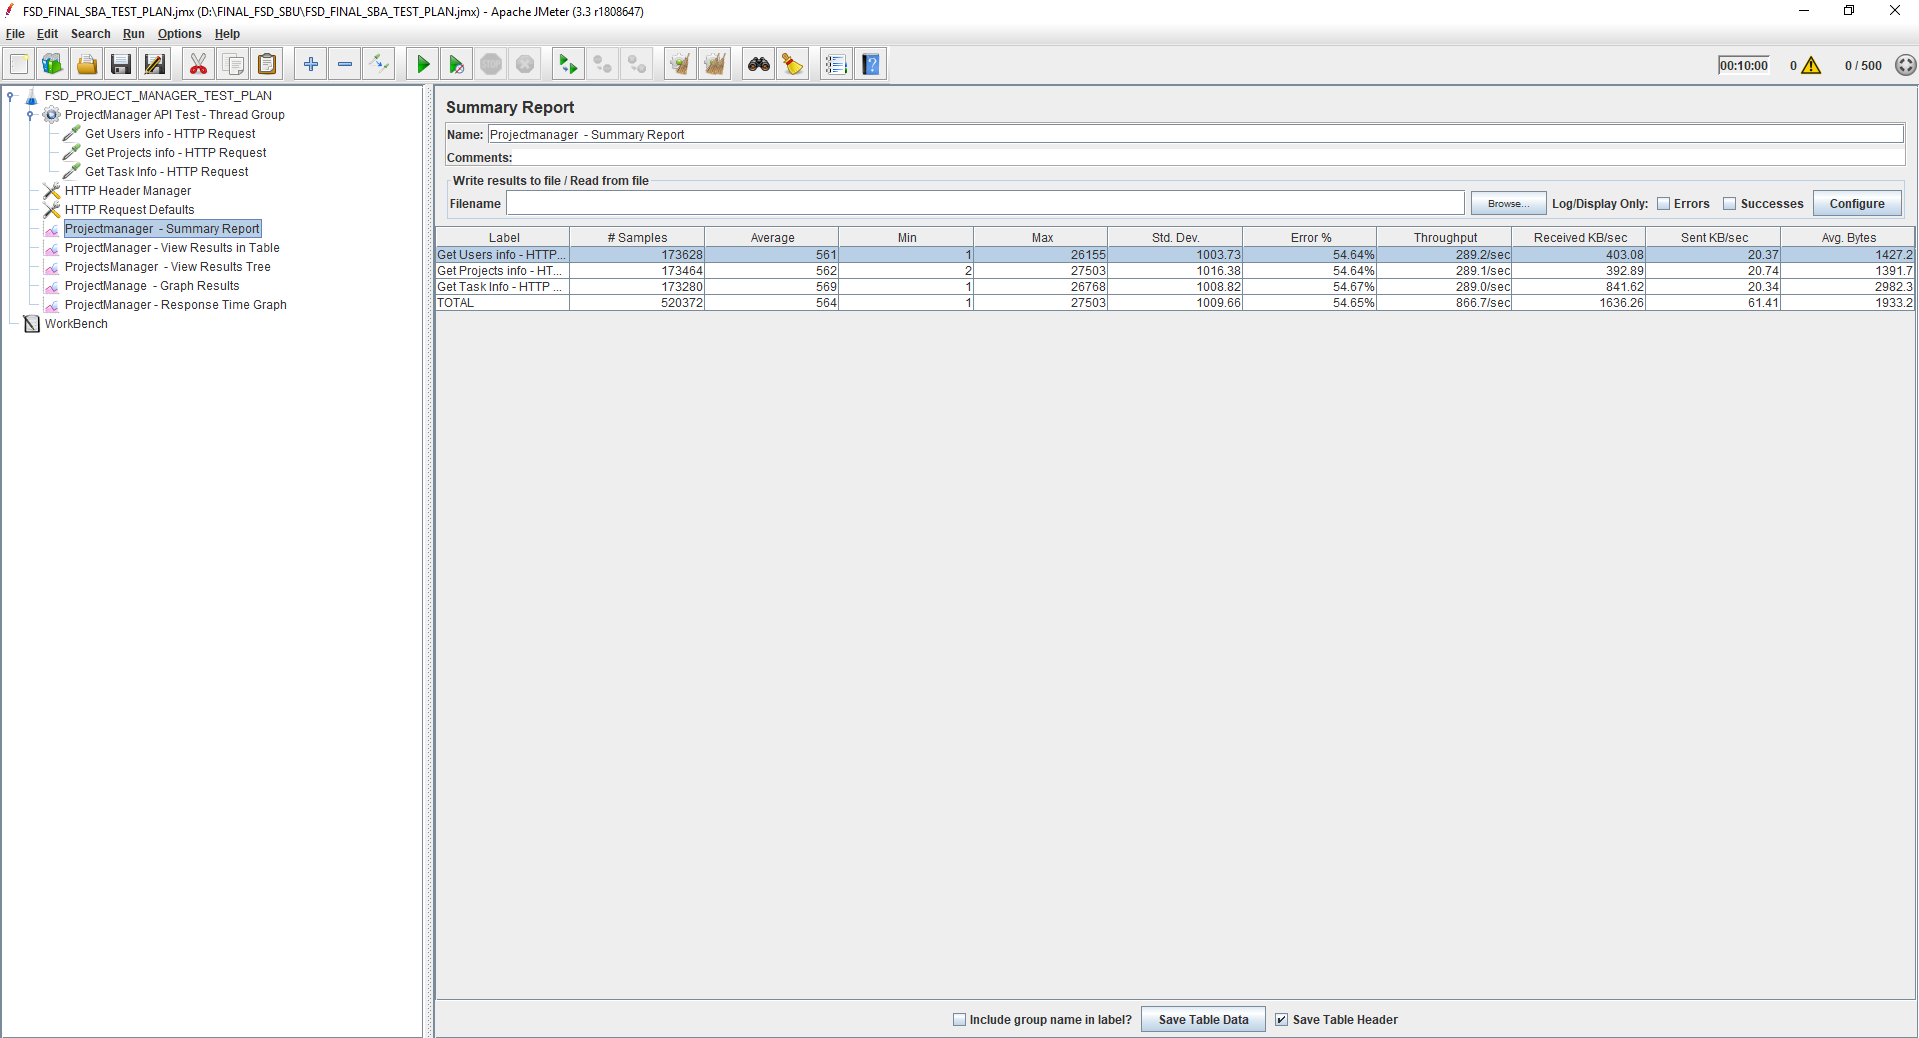 FSD_FINAL_SBA_TEST_PLAN.jmx (D:\FINAL_FSD_SBU\FSD_FINAL_SBA_TEST_PLAN.jmx) - Apache JMeter (3.3 r1808647)
File Edit Search Run Options Help
STOP
00:10:00 0 0 / 500
FSD_PROJECT_MANAGER_TEST_PLAN
ProjectManager API Test - Thread Group
Get Users info - HTTP Request
Get Projects info - HTTP Request
Get Task Info - HTTP Request
HTTP Header Manager
HTTP Request Defaults
Projectmanager  - Summary Report
ProjectManager - View Results in Table
ProjectsManager  - View Results Tree
ProjectManage  - Graph Results
ProjectManager - Response Time Graph
WorkBench
Summary Report
Name: Projectmanager  - Summary Report
Comments:
Write results to file / Read from file
Filename Browse... Log/Display Only: Errors Successes Configure
Label # Samples Average Min Max Std. Dev. Error % Throughput Received KB/sec Sent KB/sec Avg. Bytes
Get Users info - HTTP... 173628 561 1 26155 1003.73 54.64% 289.2/sec 403.08 20.37 1427.2
Get Projects info - HT... 173464 562 2 27503 1016.38 54.64% 289.1/sec 392.89 20.74 1391.7
Get Task Info - HTTP ... 173280 569 1 26768 1008.82 54.67% 289.0/sec 841.62 20.34 2982.3
TOTAL 520372 564 1 27503 1009.66 54.65% 866.7/sec 1636.26 61.41 1933.2
Include group name in label? Save Table Data Save Table Header